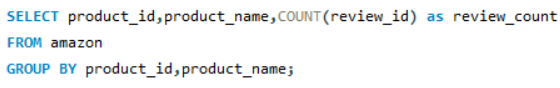 SELECT product_id,product_name,COUNT(review_id) as review_count
FROM amazon
GROUP BY product_id,product_name;